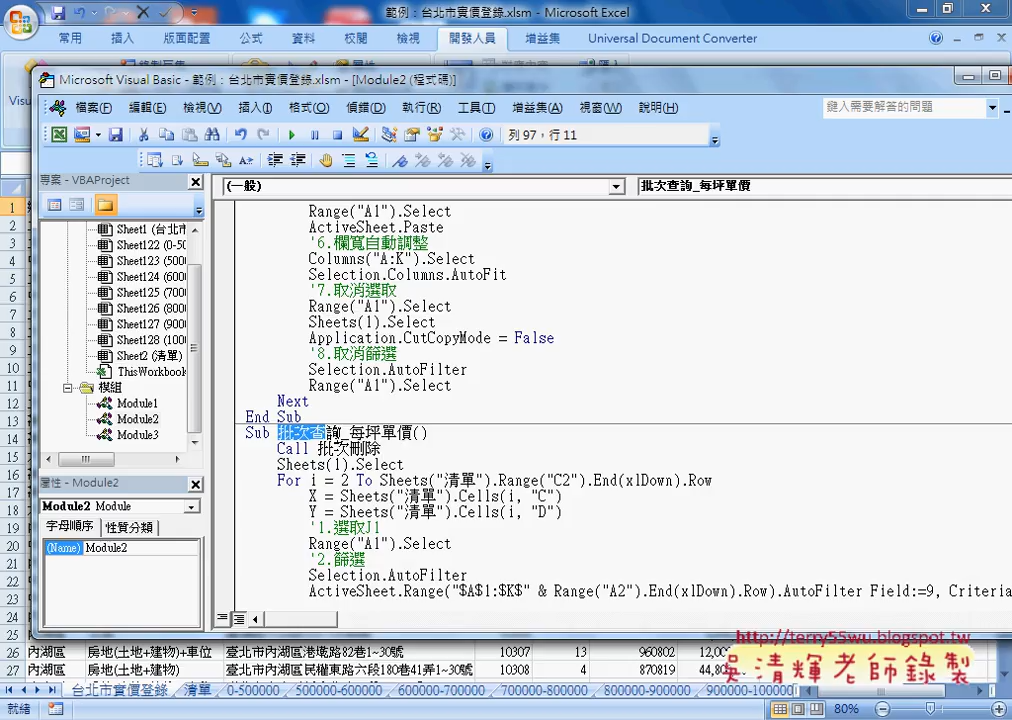 範例：台北市實價登錄.xlsm - Microsoft Excel
常用 插入 版面配置 公式 資料 校閱 檢視 開發人員 增益集 Universal Document Converter
Microsoft Visual Basic - 範例：台北市實價登錄.xlsm - [Module2 (程式碼)]
檔案(F) 編輯(E) 檢視(V) 插入(I) 格式(O) 偵錯(D) 執行(R) 工具(T) 增益集(A) 視窗(W) 說明(H) 鍵入需要解答的問題
列 97，行 11
專案 - VBAProject
(一般) 批次查詢_每坪單價
Sheet1 (台北市
Sheet122 (0-50
Sheet123 (500
Sheet124 (600
Sheet125 (700
Sheet126 (800
Sheet127 (900
Sheet128 (100
Sheet2 (清單)
ThisWorkbook
模組
Module1
Module2
Module3
屬性 - Module2
Module2 Module
字母順序 性質分類
(Name) Module2
Range("A1").Select
ActiveSheet.Paste
'6.欄寬自動調整
Columns("A:K").Select
Selection.Columns.AutoFit
'7.取消選取
Range("A1").Select
Sheets(1).Select
Application.CutCopyMode = False
'8.取消篩選
Selection.AutoFilter
Range("A1").Select
Next
End Sub
Sub 批次查詢_每坪單價()
Call 批次刪除
Sheets(1).Select
For i = 2 To Sheets("清單").Range("C2").End(xlDown).Row
X = Sheets("清單").Cells(i, "C")
Y = Sheets("清單").Cells(i, "D")
'1.選取J1
Range("A1").Select
'2.篩選
Selection.AutoFilter
ActiveSheet.Range("$A$1:$K$" & Range("A2").End(xlDown).Row).AutoFilter Field:=9, Criteria
http://terry55wu.blogspot.tw
吳清輝老師錄製
26 內湖區 房地(土地+建物)+車位 臺北市內湖區港墘路82巷1~30號 10307 13 960802 12,00
27 內湖區 房地(土地+建物) 臺北市內湖區民權東路六段180巷41弄1~30號 10308 4 870819 44,80
台北市實價登錄 清單 0-500000 500000-600000 600000-700000 700000-800000 800000-900000 900000-100000
就緒 80%